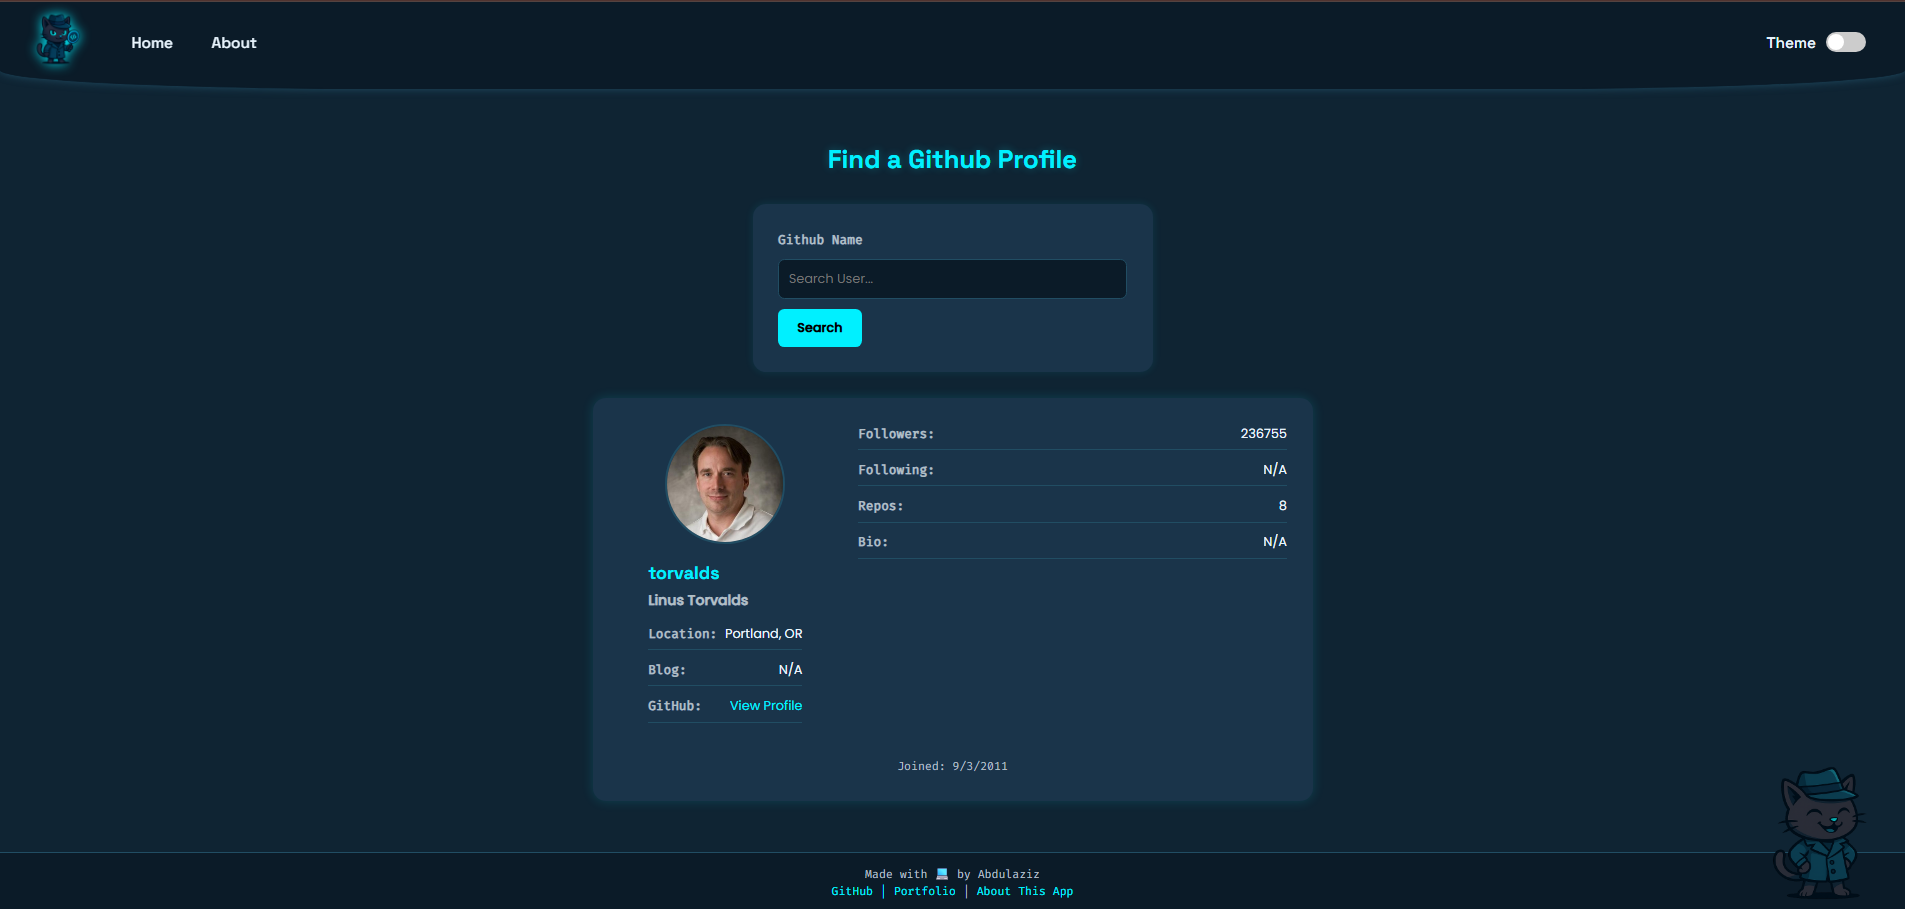 Home About Theme
Find a Github Profile
Github Name
Search User...
Search
torvalds
Linus Torvalds
Location: Portland, OR
Blog: N/A
GitHub: View Profile
Followers: 236755
Following: N/A
Repos: 8
Bio: N/A
Joined: 9/3/2011
Made with 💻 by Abdulaziz
GitHub | Portfolio | About This App